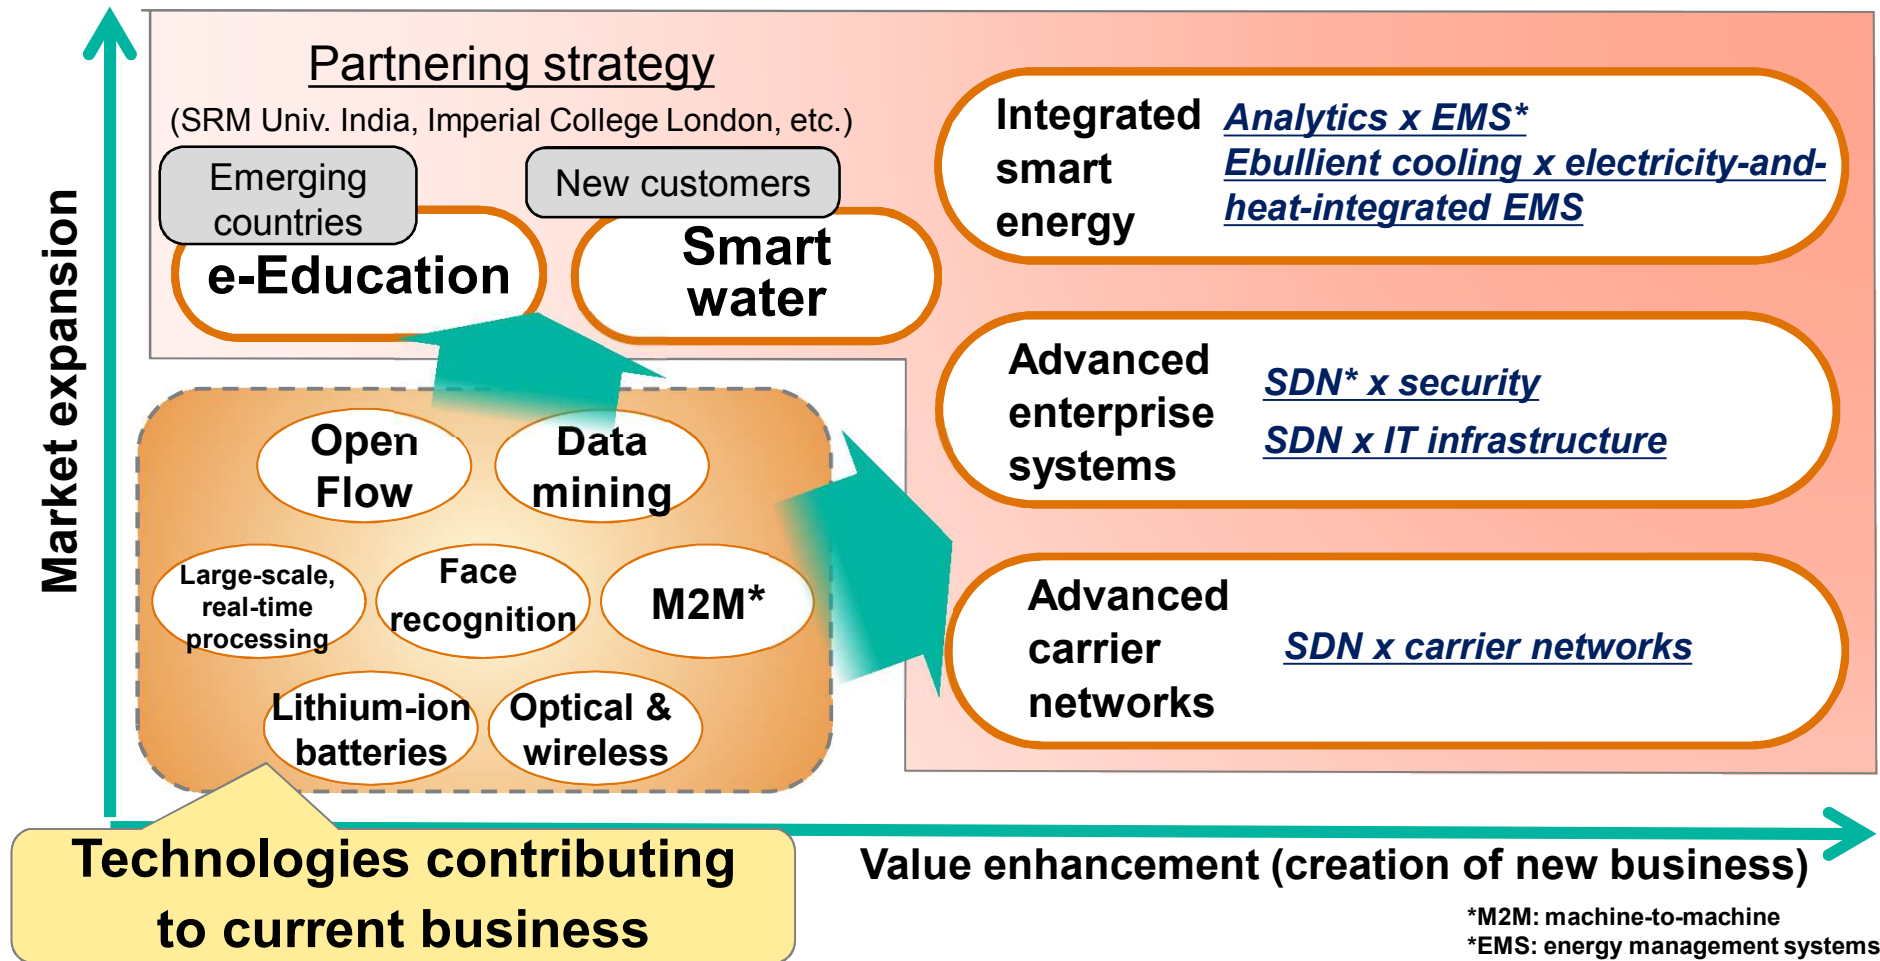 Partnering strategy
(SRM Univ. India, Imperial College London, etc.)
Emerging
countries
New customers
e-Education
Smart
water
Integrated
smart
energy
Analytics x EMS*
Ebullient cooling x electricity-and-
heat-integrated EMS
Advanced
enterprise
systems
SDN* x security
SDN x IT infrastructure
Advanced
carrier
networks
SDN x carrier networks
Market expansion
Open
Flow
Data
mining
Large-scale,
real-time
processing
Face
recognition
M2M*
Lithium-ion
batteries
Optical &
wireless
Technologies contributing
to current business
Value enhancement (creation of new business)
*M2M: machine-to-machine
*EMS: energy management systems